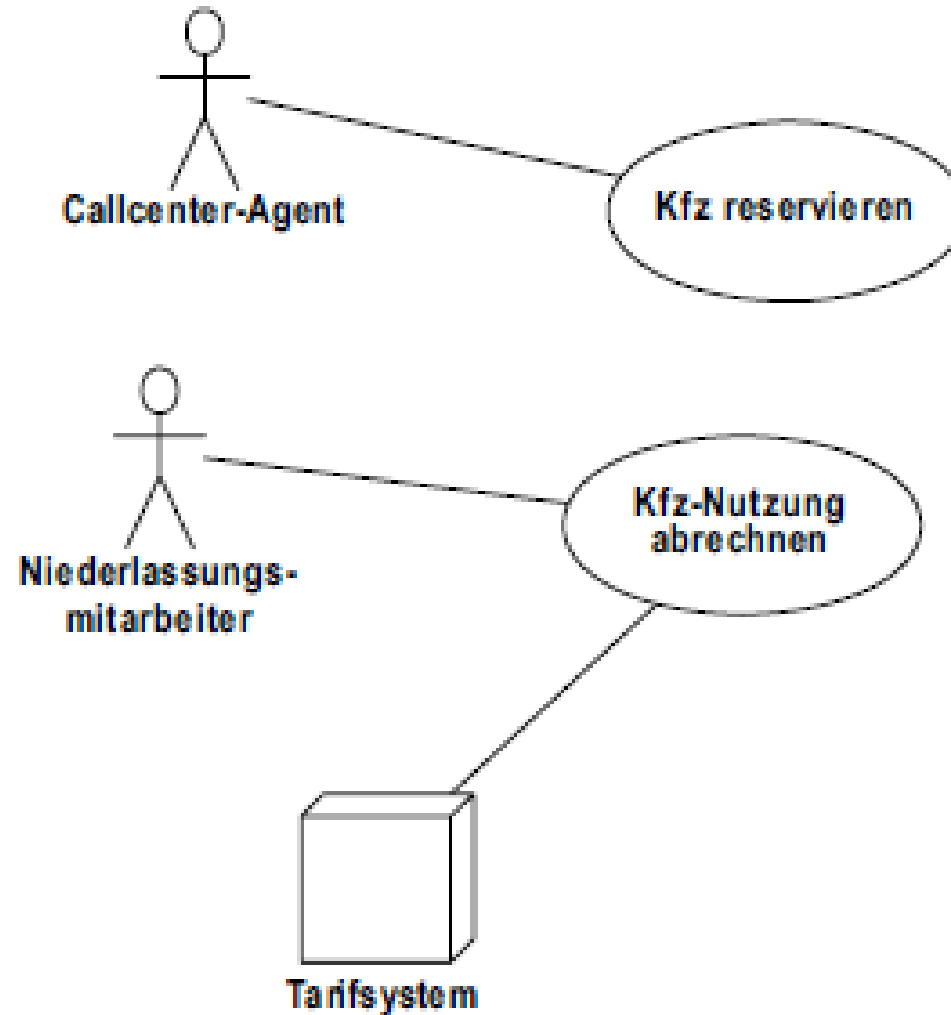 Callcenter-Agent
Kfz reservieren
Niederlassungs-
mitarbeiter
Kfz-Nutzung
abrechnen
Tarifsystem